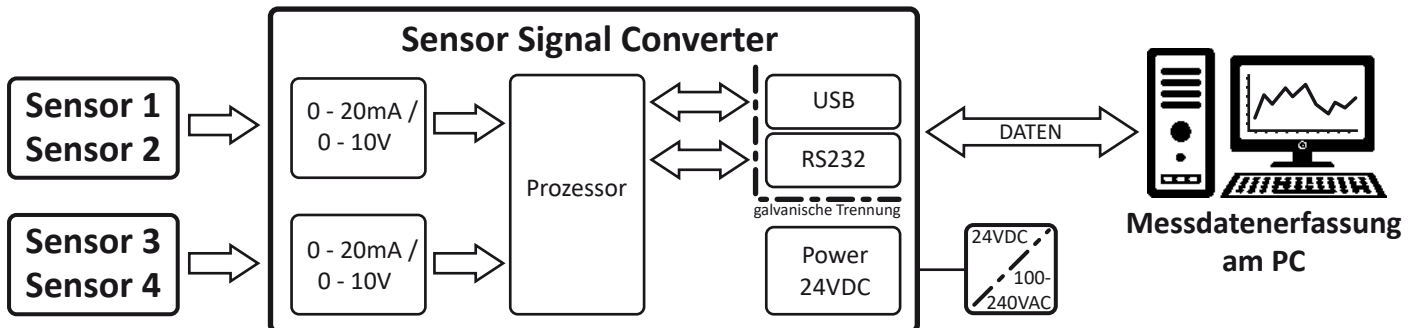 Sensor Signal Converter
Sensor 1
Sensor 2
0 - 20mA /
0 - 10V
Sensor 3
Sensor 4
0 - 20mA /
0 - 10V
Prozessor
USB
RS232
galvanische Trennung
Power
24VDC
DATEN
24VDC
100-
240VAC
Messdatenerfassung
am PC